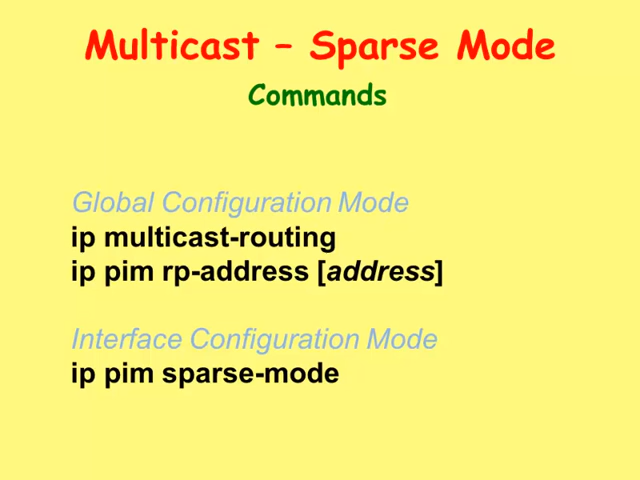 Multicast – Sparse Mode
Commands
Global Configuration Mode
ip multicast-routing
ip pim rp-address [address]
Interface Configuration Mode
ip pim sparse-mode